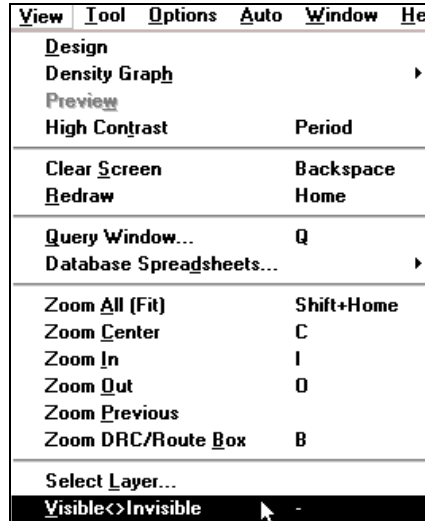 View Tool Options Auto Window He
Design
Density Graph
Preview
High Contrast Period
Clear Screen Backspace
Redraw Home
Query Window... Q
Database Spreadsheets...
Zoom All (Fit) Shift+Home
Zoom Center C
Zoom In I
Zoom Out O
Zoom Previous
Zoom DRC/Route Box B
Select Layer...
Visible<>Invisible -